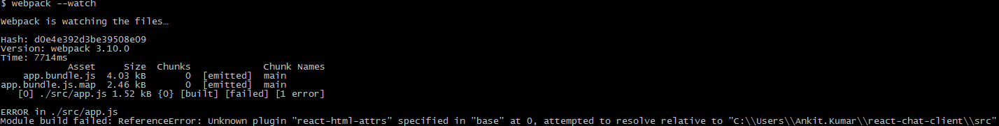 $ webpack --watch
Webpack is watching the files…
Hash: d0e4e392d3be39508e09
Version: webpack 3.10.0
Time: 7714ms
Asset Size Chunks Chunk Names
app.bundle.js 4.03 kB 0 [emitted] main
app.bundle.js.map 2.46 kB 0 [emitted] main
[0] ./src/app.js 1.52 kB {0} [built] [failed] [1 error]
ERROR in ./src/app.js
Module build failed: ReferenceError: Unknown plugin "react-html-attrs" specified in "base" at 0, attempted to resolve relative to "C:\\Users\\Ankit.Kumar\\react-chat-client\\src"